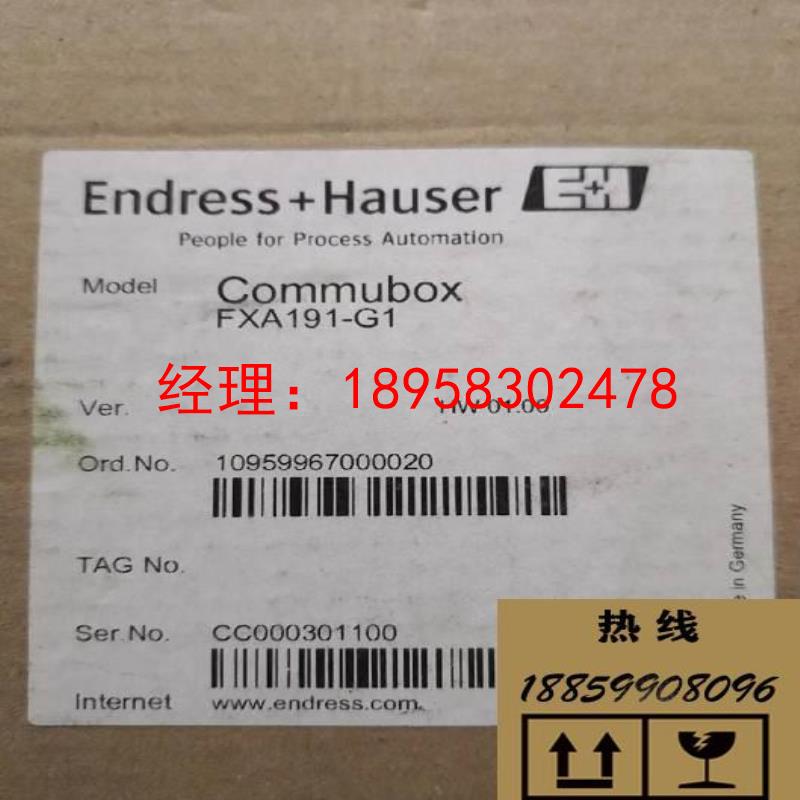 Endress+Hauser E+H
People for Process Automation
Model Commubox
FXA191-G1
经理：18958302478
Ver. HW 01.00
Ord.No. 10959967000020
TAG No.
Ser.No. CC000301100
Internet www.endress.com
in Germany
热线
18859908096